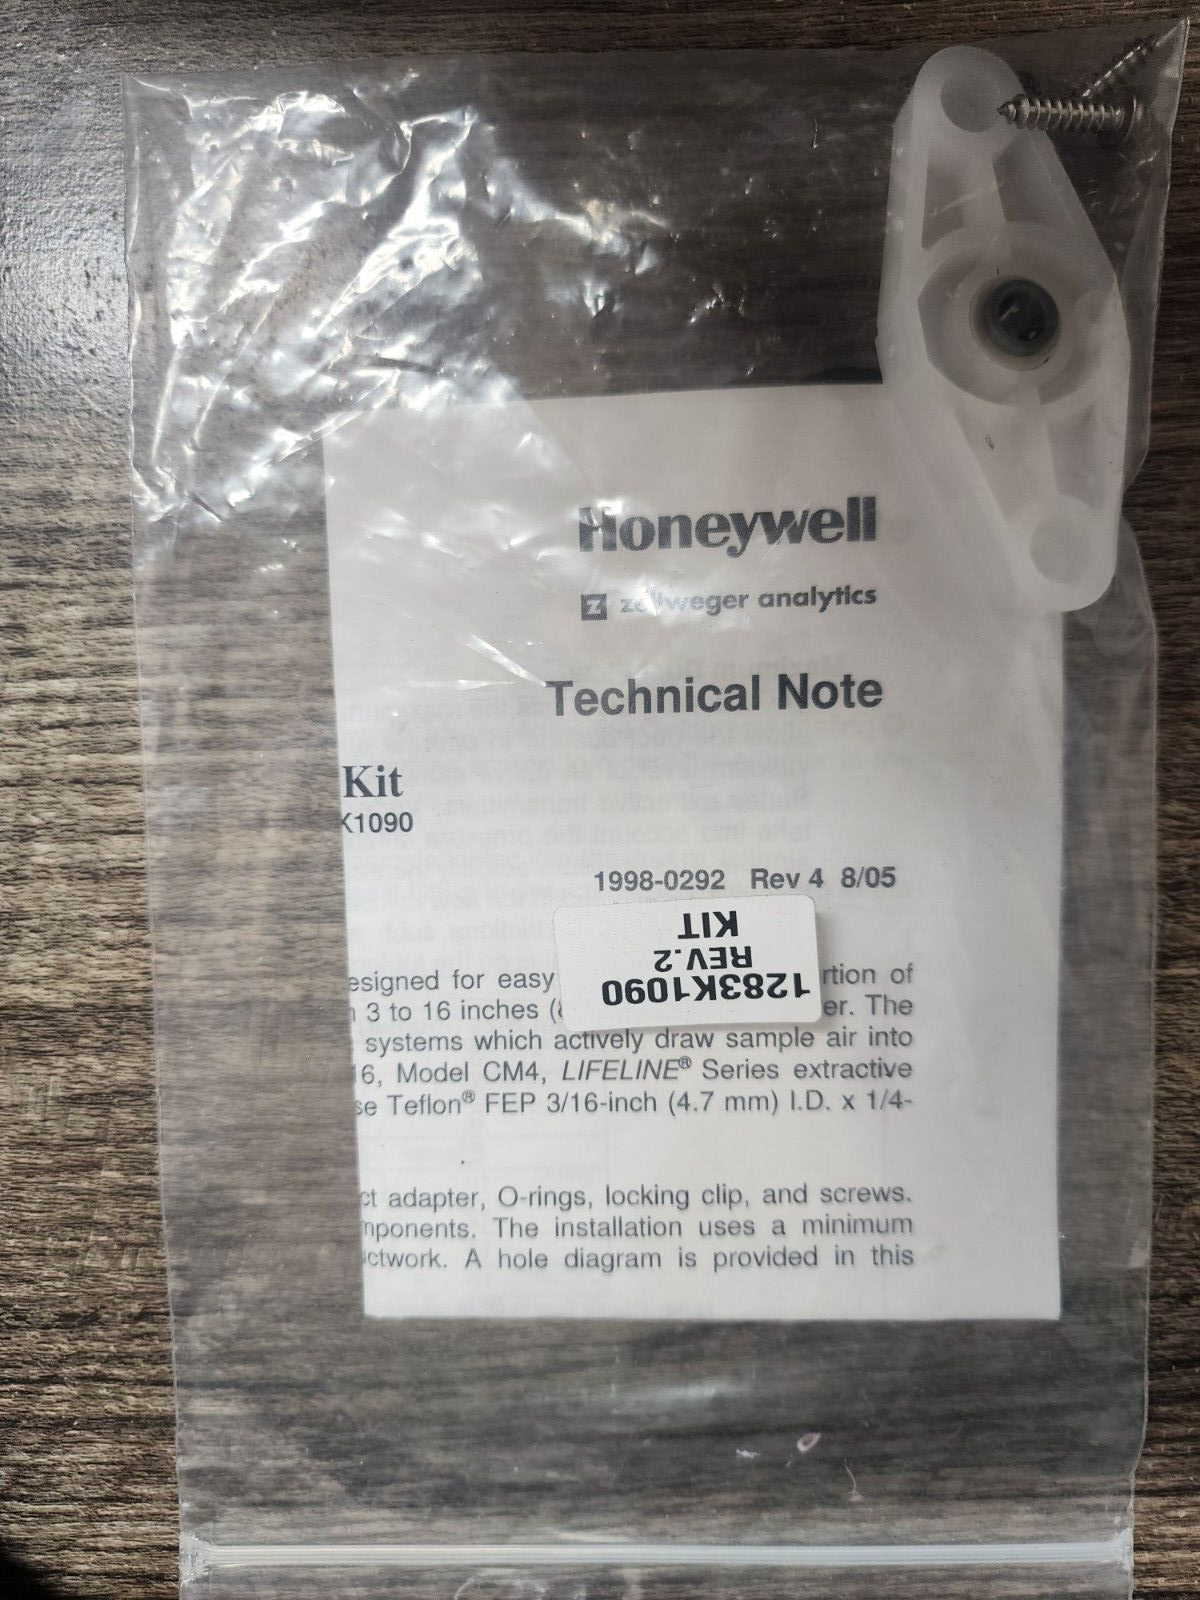 Honeywell
Z zellweger analytics
Technical Note
Kit
K1090
1998-0292 Rev 4 8/05
1283K1090
REV.2
KIT
esigned for easy rtion of
3 to 16 inches ( er. The
systems which actively draw sample air into
16, Model CM4, LIFELINE® Series extractive
se Teflon® FEP 3/16-inch (4.7 mm) I.D. x 1/4-
ct adapter, O-rings, locking clip, and screws.
mponents. The installation uses a minimum
uctwork. A hole diagram is provided in this